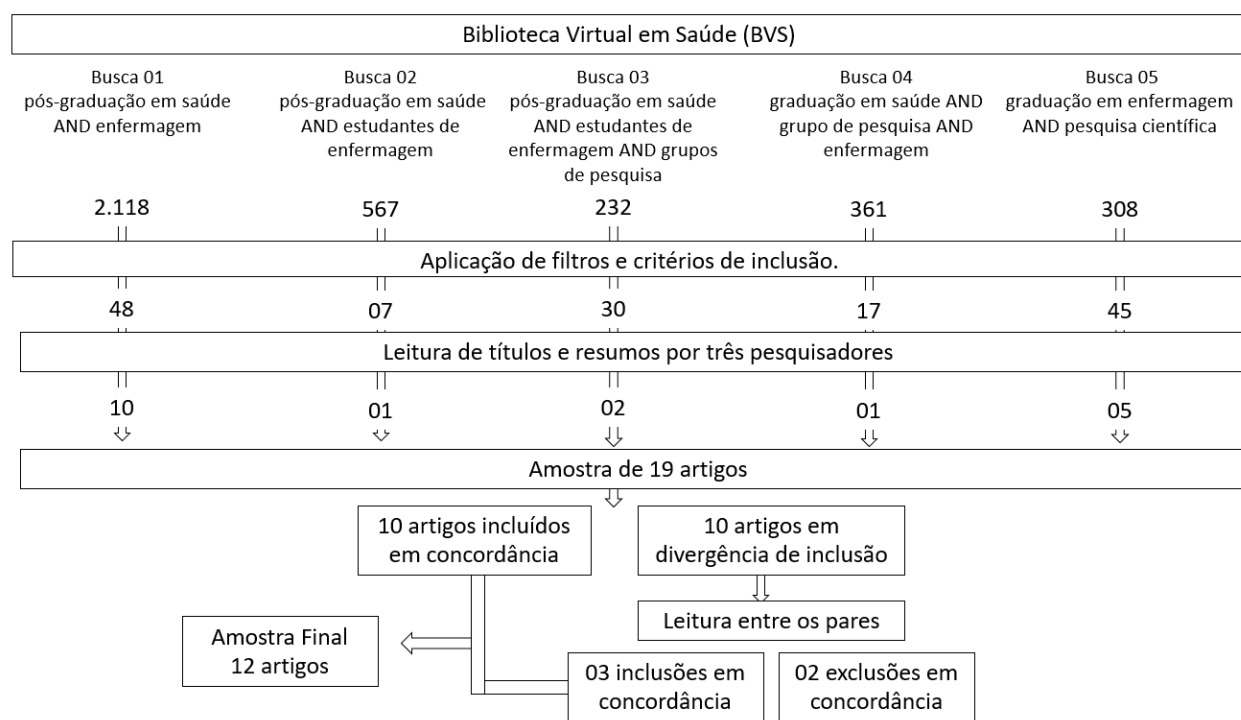 Biblioteca Virtual em Saúde (BVS)
Busca 01
pós-graduação em saúde
AND enfermagem
Busca 02
pós-graduação em saúde
AND estudantes de
enfermagem
Busca 03
pós-graduação em saúde
AND estudantes de
enfermagem AND grupos
de pesquisa
Busca 04
graduação em saúde AND
grupo de pesquisa AND
enfermagem
Busca 05
graduação em enfermagem
AND pesquisa científica
2.118
567
232
361
308
Aplicação de filtros e critérios de inclusão.
48
07
30
17
45
Leitura de títulos e resumos por três pesquisadores
10
01
02
01
05
Amostra de 19 artigos
10 artigos incluídos
em concordância
10 artigos em
divergência de inclusão
Leitura entre os pares
Amostra Final
12 artigos
03 inclusões em
concordância
02 exclusões em
concordância